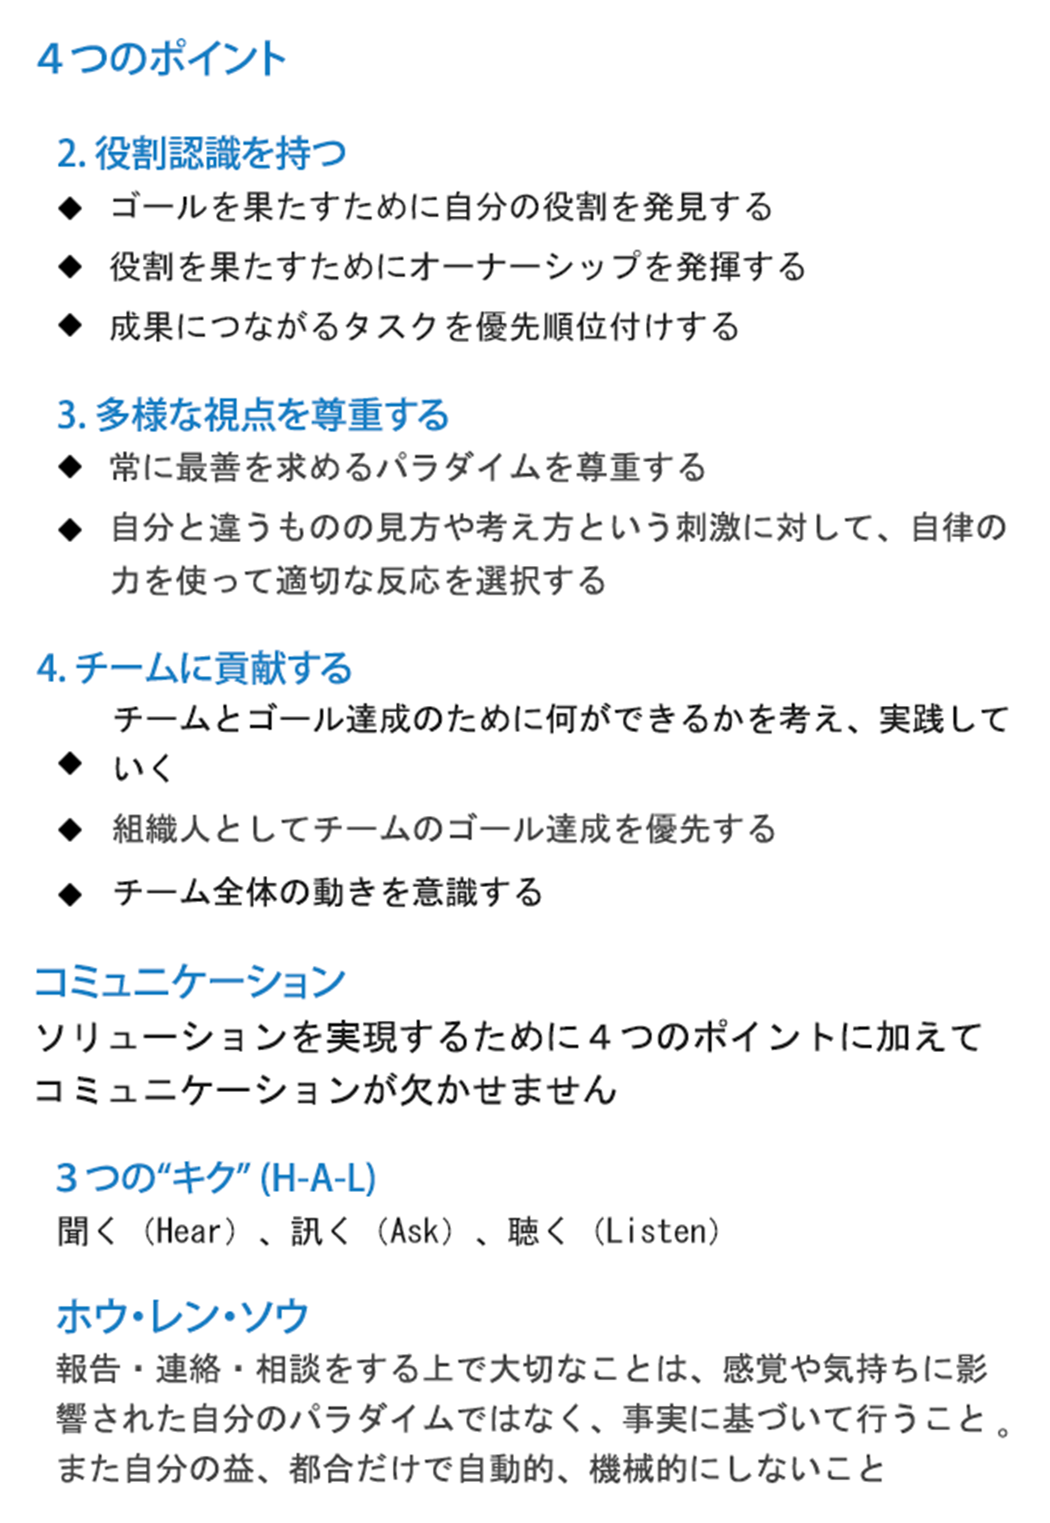 ４つのポイント
2. 役割認識を持つ
◆ ゴールを果たすために自分の役割を発見する
◆ 役割を果たすためにオーナーシップを発揮する
◆ 成果につながるタスクを優先順位付けする
3. 多様な視点を尊重する
◆ 常に最善を求めるパラダイムを尊重する
◆ 自分と違うものの見方や考え方という刺激に対して、自律の
力を使って適切な反応を選択する
4. チームに貢献する
チームとゴール達成のために何ができるかを考え、実践して
◆ いく
◆ 組織人としてチームのゴール達成を優先する
◆ チーム全体の動きを意識する
コミュニケーション
ソリューションを実現するために４つのポイントに加えて
コミュニケーションが欠かせません
３つの“キク” (H-A-L)
聞く（Hear）、訊く（Ask）、聴く（Listen）
ホウ・レン・ソウ
報告・連絡・相談をする上で大切なことは、感覚や気持ちに影
響された自分のパラダイムではなく、事実に基づいて行うこと。
また自分の益、都合だけで自動的、機械的にしないこと